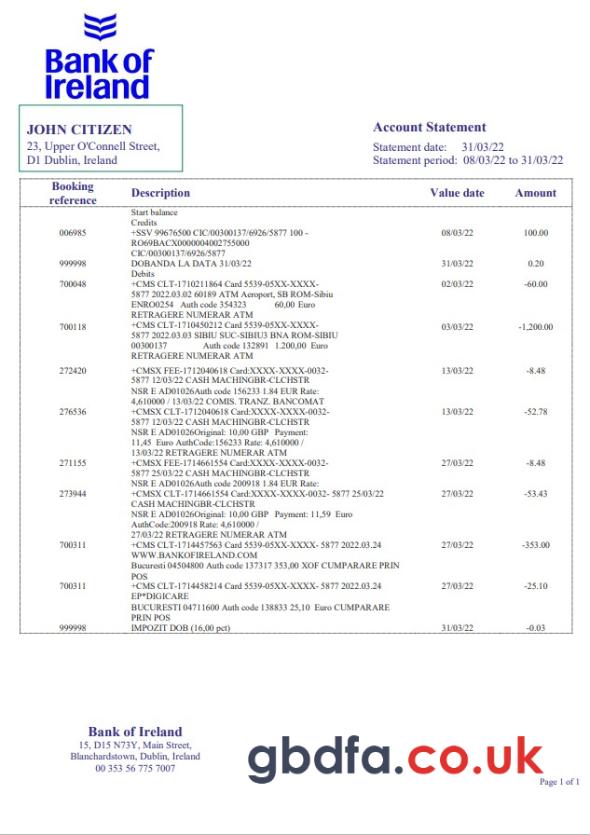 Bank of
Ireland
JOHN CITIZEN
23, Upper O'Connell Street,
D1 Dublin, Ireland
Account Statement
Statement date: 31/03/22
Statement period: 08/03/22 to 31/03/22
Booking reference Description Value date Amount
Start balance
Credits
006985 +SSV 99676500 CIC/00300137/6926/5877 100 - 08/03/22 100.00
RO69BACX0000004002755000
CIC/00300137/6926/5877
999998 DOBANDA LA DATA 31/03/22 31/03/22 0.20
Debits
700048 +CMS CLT-1710211864 Card 5539-05XX-XXXX- 02/03/22 -60.00
5877 2022.03.02 60189 ATM Aeroport, SB ROM-Sibiu
ENRO0254 Auth code 354323 60,00 Euro
RETRAGERE NUMERAR ATM
700118 +CMS CLT-1710450212 Card 5539-05XX-XXXX- 03/03/22 -1,200.00
5877 2022.03.03 SIBIU SUC-SIBIU3 BNA ROM-SIBIU
00300137 Auth code 132891 1.200,00 Euro
RETRAGERE NUMERAR ATM
272420 +CMSX FEE-1712040618 Card:XXXX-XXXX-0032- 13/03/22 -8.48
5877 12/03/22 CASH MACHINGBR-CLCHSTR
NSR E AD01026Auth code 156233 1.84 EUR Rate:
4,610000 / 13/03/22 COMIS. TRANZ. BANCOMAT
276536 +CMSX CLT-1712040618 Card:XXXX-XXXX-0032- 13/03/22 -52.78
5877 12/03/22 CASH MACHINGBR-CLCHSTR
NSR E AD01026Original: 10,00 GBP Payment:
11,45 Euro AuthCode:156233 Rate: 4,610000 /
13/03/22 RETRAGERE NUMERAR ATM
271155 +CMSX FEE-1714661554 Card:XXXX-XXXX-0032- 27/03/22 -8.48
5877 25/03/22 CASH MACHINGBR-CLCHSTR
NSR E AD01026Auth code 200918 1.84 EUR Rate:
273944 +CMSX CLT-1714661554 Card:XXXX-XXXX-0032- 5877 25/03/22 27/03/22 -53.43
CASH MACHINGBR-CLCHSTR
NSR E AD01026Original: 10,00 GBP Payment: 11,59 Euro
AuthCode:200918 Rate: 4,610000 /
27/03/22 RETRAGERE NUMERAR ATM
700311 +CMS CLT-1714457563 Card 5539-05XX-XXXX- 5877 2022.03.24 27/03/22 -353.00
WWW.BANKOFIRELAND.COM
Bucuresti 04504800 Auth code 137317 353,00 XOF CUMPARARE PRIN
POS
700311 +CMS CLT-1714458214 Card 5539-05XX-XXXX- 5877 2022.03.24 27/03/22 -25.10
EP*DIGICARE
BUCURESTI 04711600 Auth code 138833 25,10 Euro CUMPARARE
PRIN POS
999998 IMPOZIT DOB (16,00 pct) 31/03/22 -0.03
Bank of Ireland
15, D15 N73Y, Main Street,
Blanchardstown, Dublin, Ireland
00 353 56 775 7007
gbdfa.co.uk
Page 1 of 1